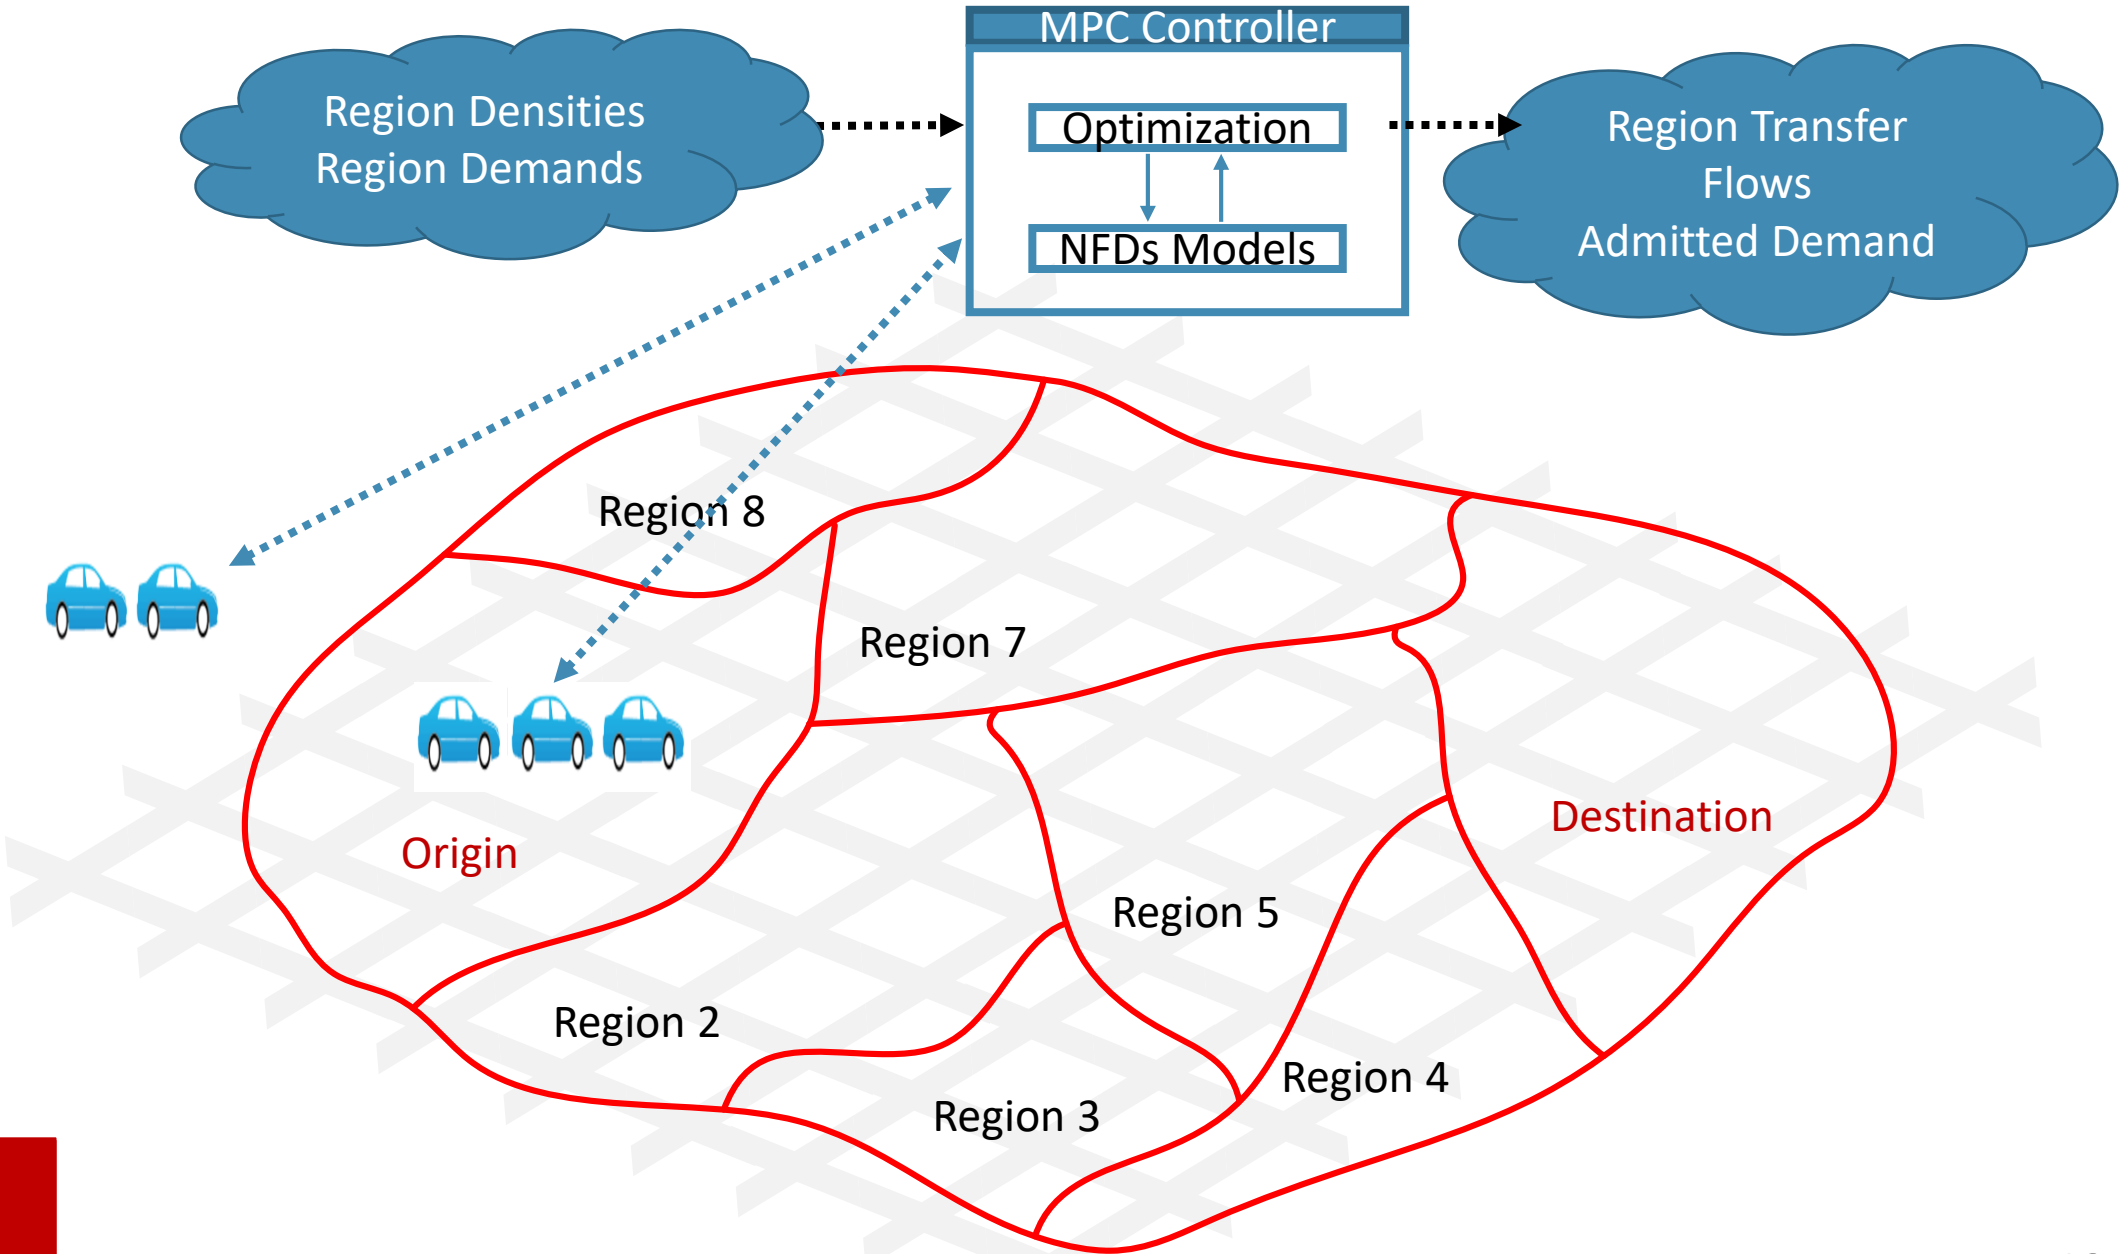 MPC Controller
Region Densities
Region Demands
Optimization
NFDs Models
Region Transfer
Flows
Admitted Demand
Region 8
Region 7
Origin
Destination
Region 5
Region 2
Region 4
Region 3